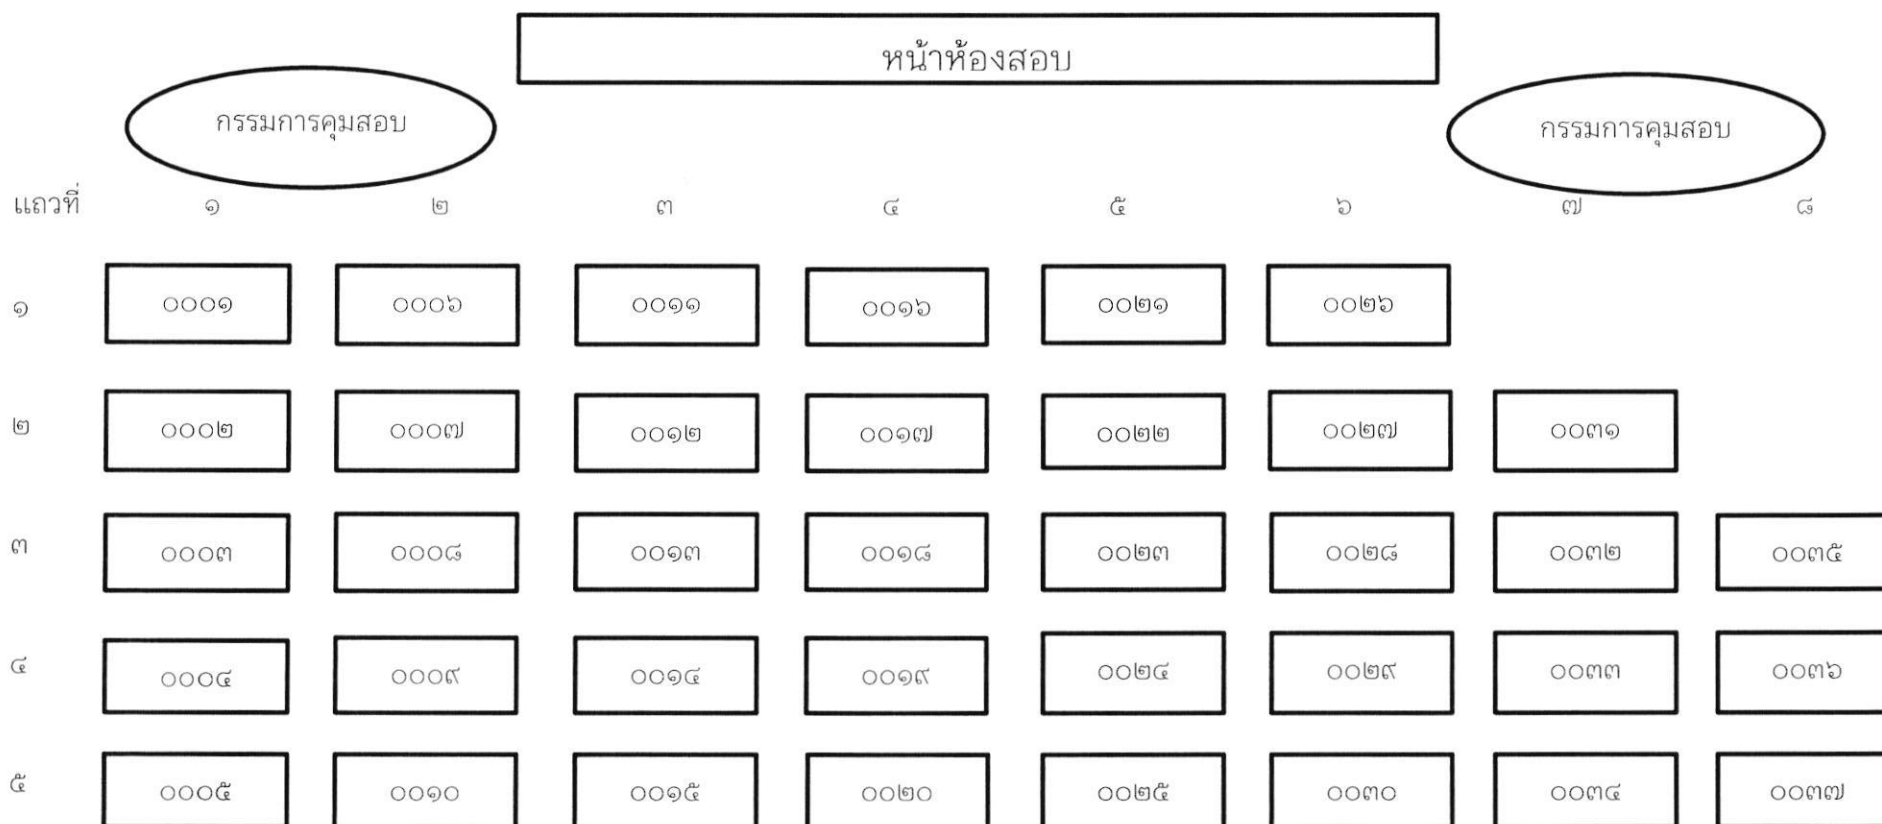 หน้าห้องสอบ
กรรมการคุมสอบ กรรมการคุมสอบ
แถวที่ ๑ ๒ ๓ ๔ ๕ ๖ ๗ ๘
๑ ๐๐๐๑ ๐๐๐๖ ๐๐๑๑ ๐๐๑๖ ๐๐๒๑ ๐๐๒๖
๒ ๐๐๐๒ ๐๐๐๗ ๐๐๑๒ ๐๐๑๗ ๐๐๒๒ ๐๐๒๗ ๐๐๓๑
๓ ๐๐๐๓ ๐๐๐๘ ๐๐๑๓ ๐๐๑๘ ๐๐๒๓ ๐๐๒๘ ๐๐๓๒ ๐๐๓๕
๔ ๐๐๐๔ ๐๐๐๙ ๐๐๑๔ ๐๐๑๙ ๐๐๒๔ ๐๐๒๙ ๐๐๓๓ ๐๐๓๖
๕ ๐๐๐๕ ๐๐๑๐ ๐๐๑๕ ๐๐๒๐ ๐๐๒๕ ๐๐๓๐ ๐๐๓๔ ๐๐๓๗